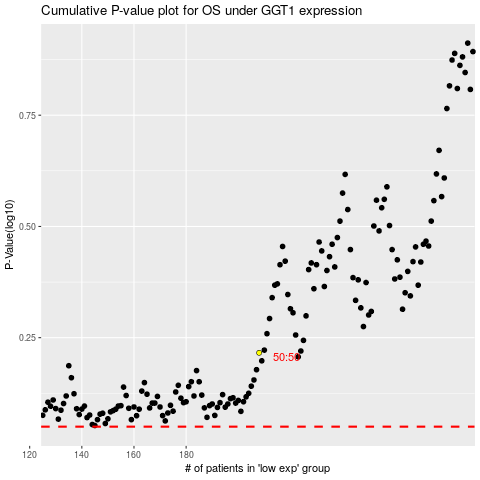 Cumulative P-value plot for OS under GGT1 expression
P-Value(log10)
0.75
0.50
0.25
50:50
120 140 160 180
# of patients in 'low exp' group